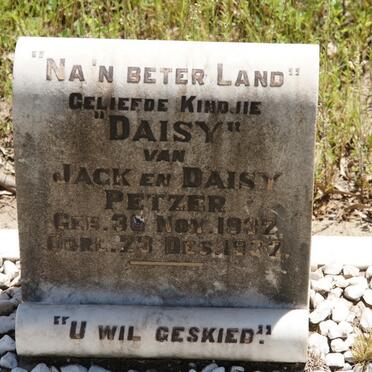 "NA'N BETER LAND"
GELIEFDE KINDJIE
"DAISY"
VAN
JACK EN DAISY
PETZER
GEB. 30 NOV. 1932.
OORL. 29 DES. 1937.
"U WIL GESKIED."